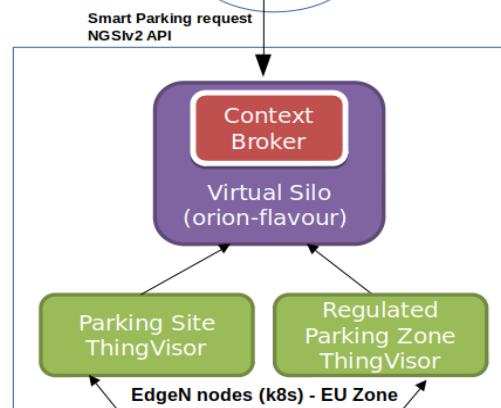 Smart Parking request
NGSIv2 API
Context
Broker
Virtual Silo
(orion-flavour)
Parking Site
ThingVisor
Regulated
Parking Zone
ThingVisor
EdgeN nodes (k8s) - EU Zone